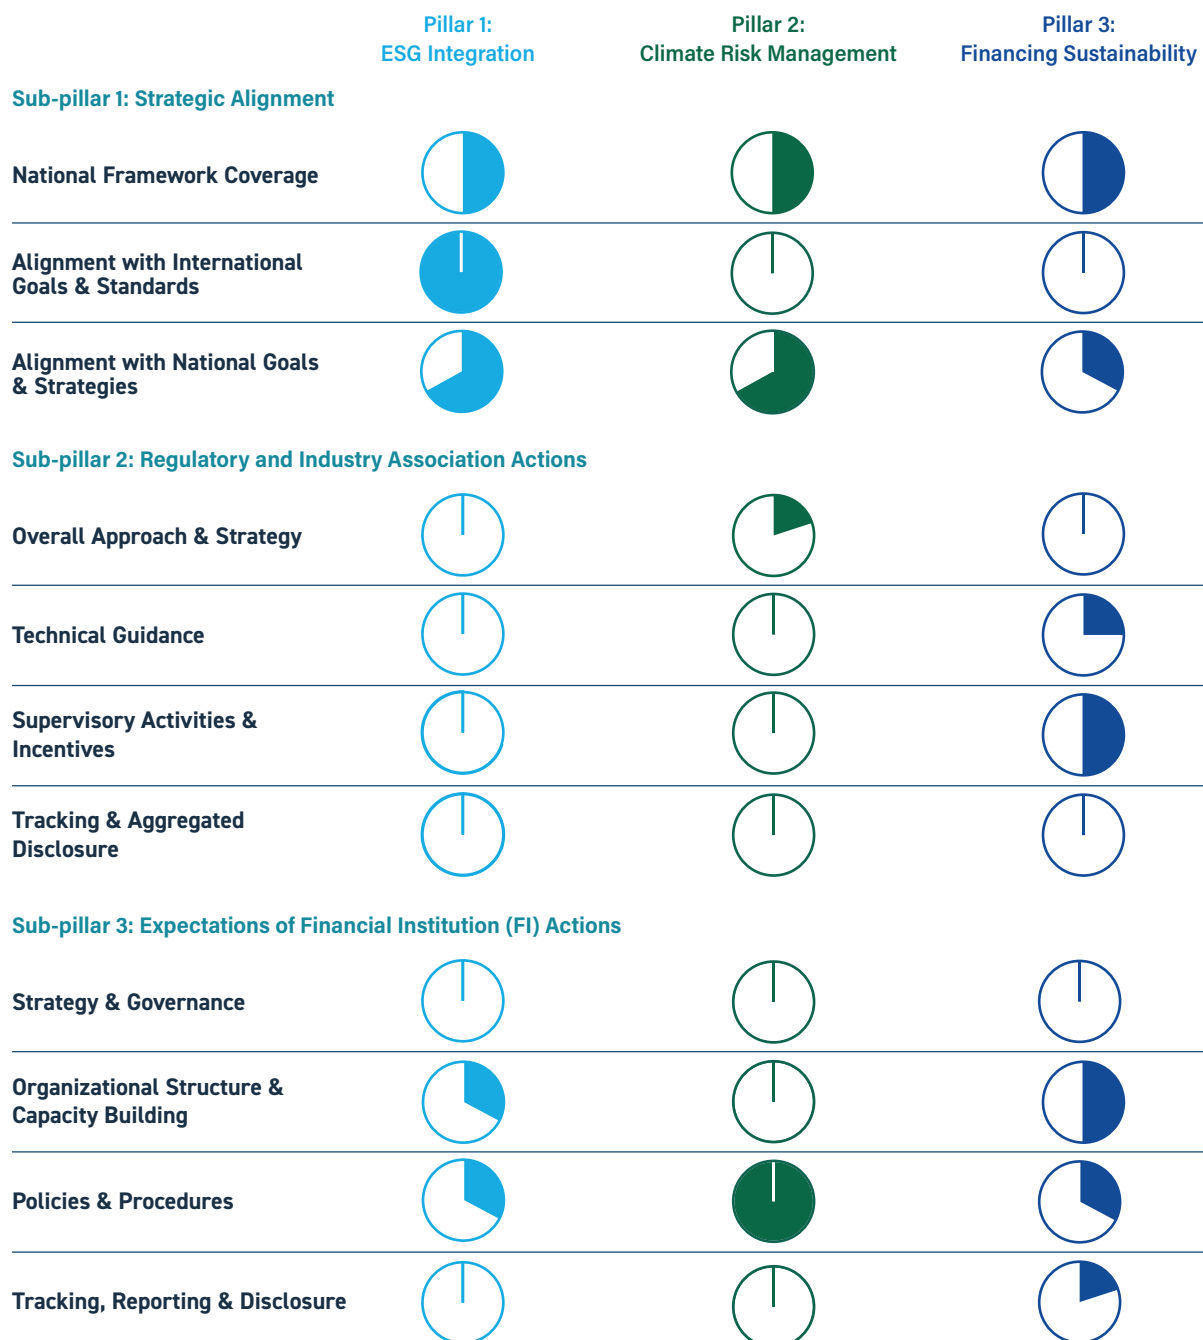 Pillar 1:
ESG Integration
Pillar 2:
Climate Risk Management
Pillar 3:
Financing Sustainability
Sub-pillar 1: Strategic Alignment
National Framework Coverage
Alignment with International
Goals & Standards
Alignment with National Goals
& Strategies
Sub-pillar 2: Regulatory and Industry Association Actions
Overall Approach & Strategy
Technical Guidance
Supervisory Activities &
Incentives
Tracking & Aggregated
Disclosure
Sub-pillar 3: Expectations of Financial Institution (FI) Actions
Strategy & Governance
Organizational Structure &
Capacity Building
Policies & Procedures
Tracking, Reporting & Disclosure